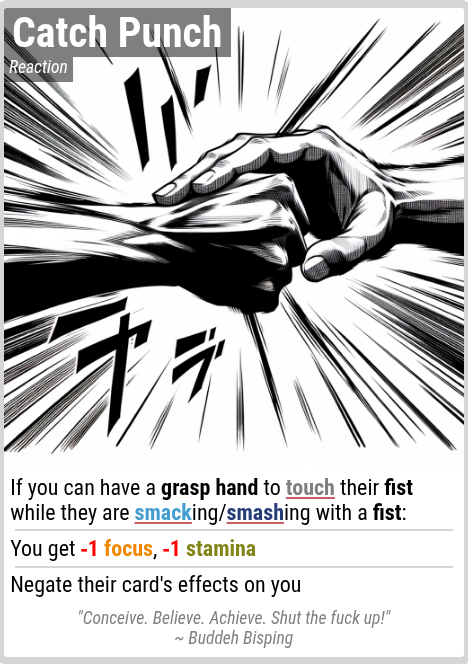 Catch Punch
Reaction
If you can have a grasp hand to touch their fist
while they are smacking/smashing with a fist:
You get -1 focus, -1 stamina
Negate their card's effects on you
"Conceive. Believe. Achieve. Shut the fuck up!"
~ Buddeh Bisping